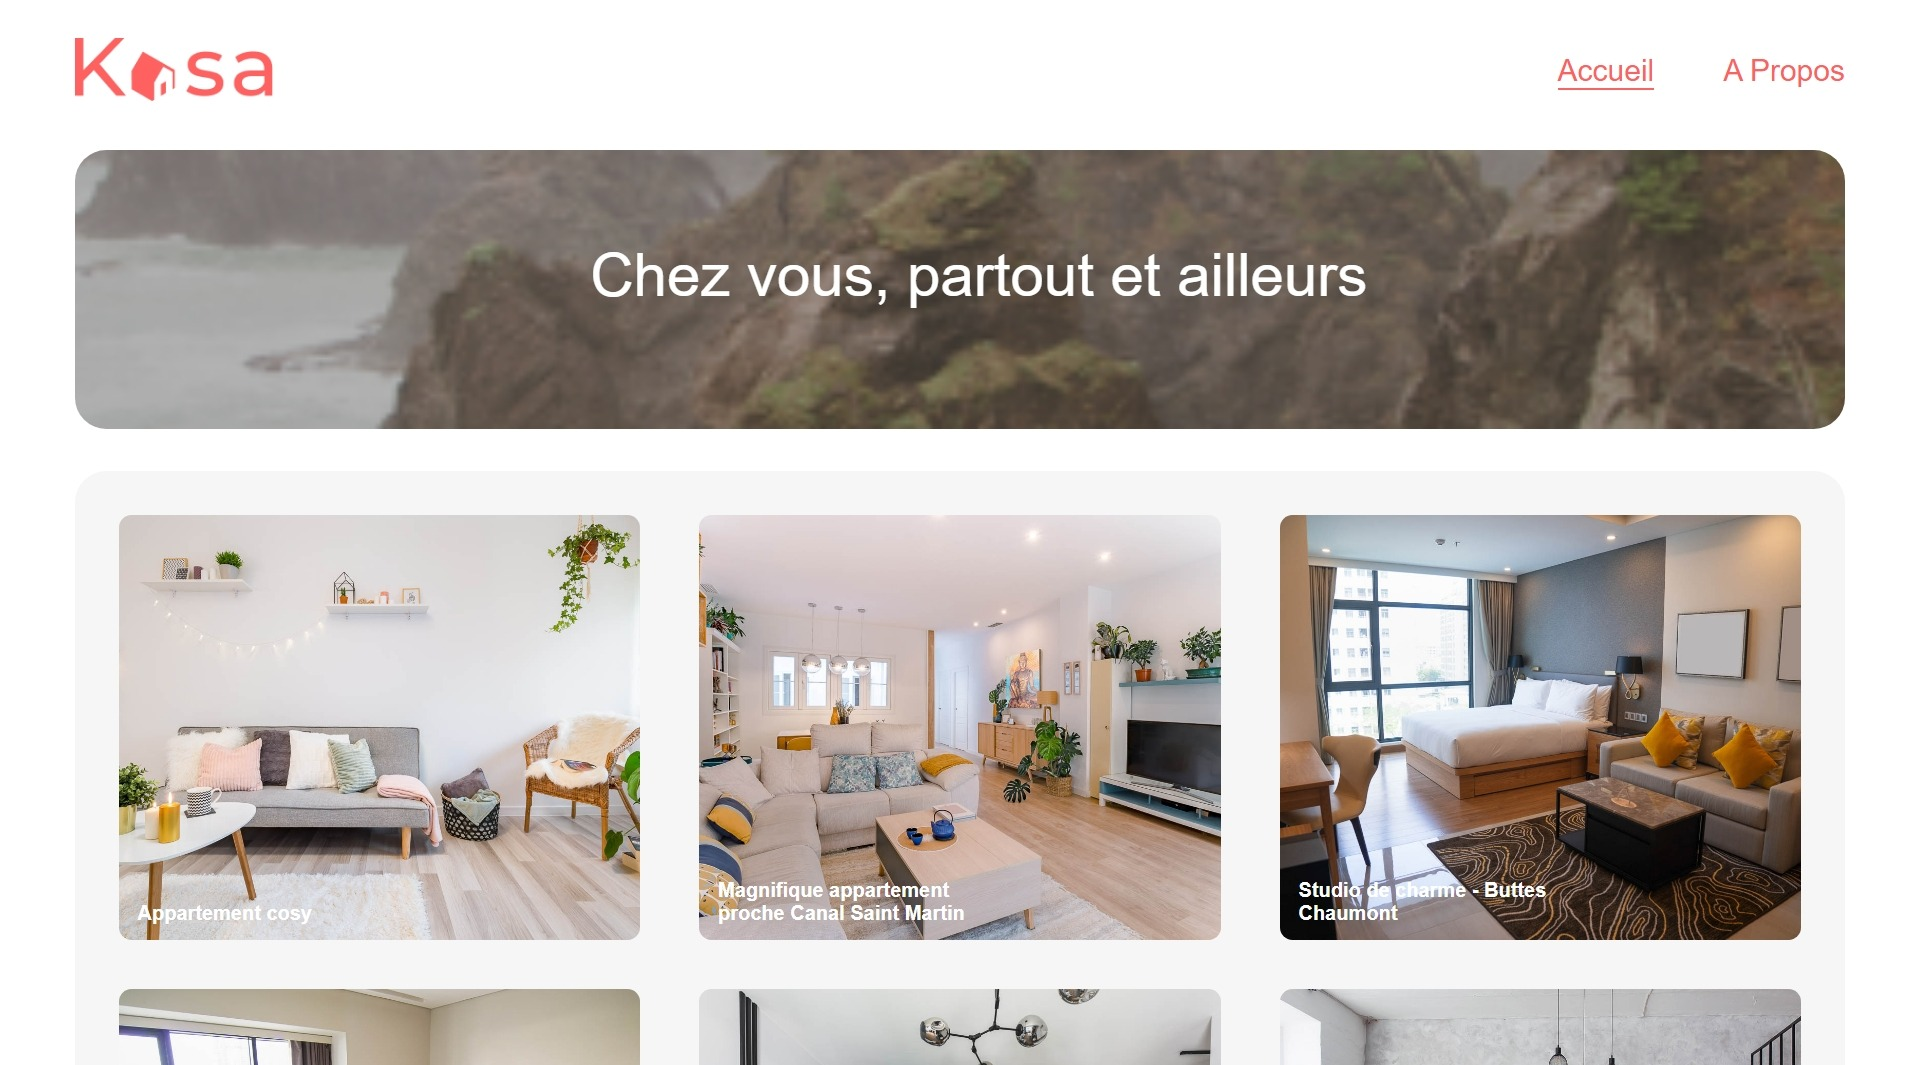 Kasa
Accueil
A Propos
Chez vous, partout et ailleurs
Appartement cosy
Magnifique appartement
proche Canal Saint Martin
Studio de charme - Buttes
Chaumont